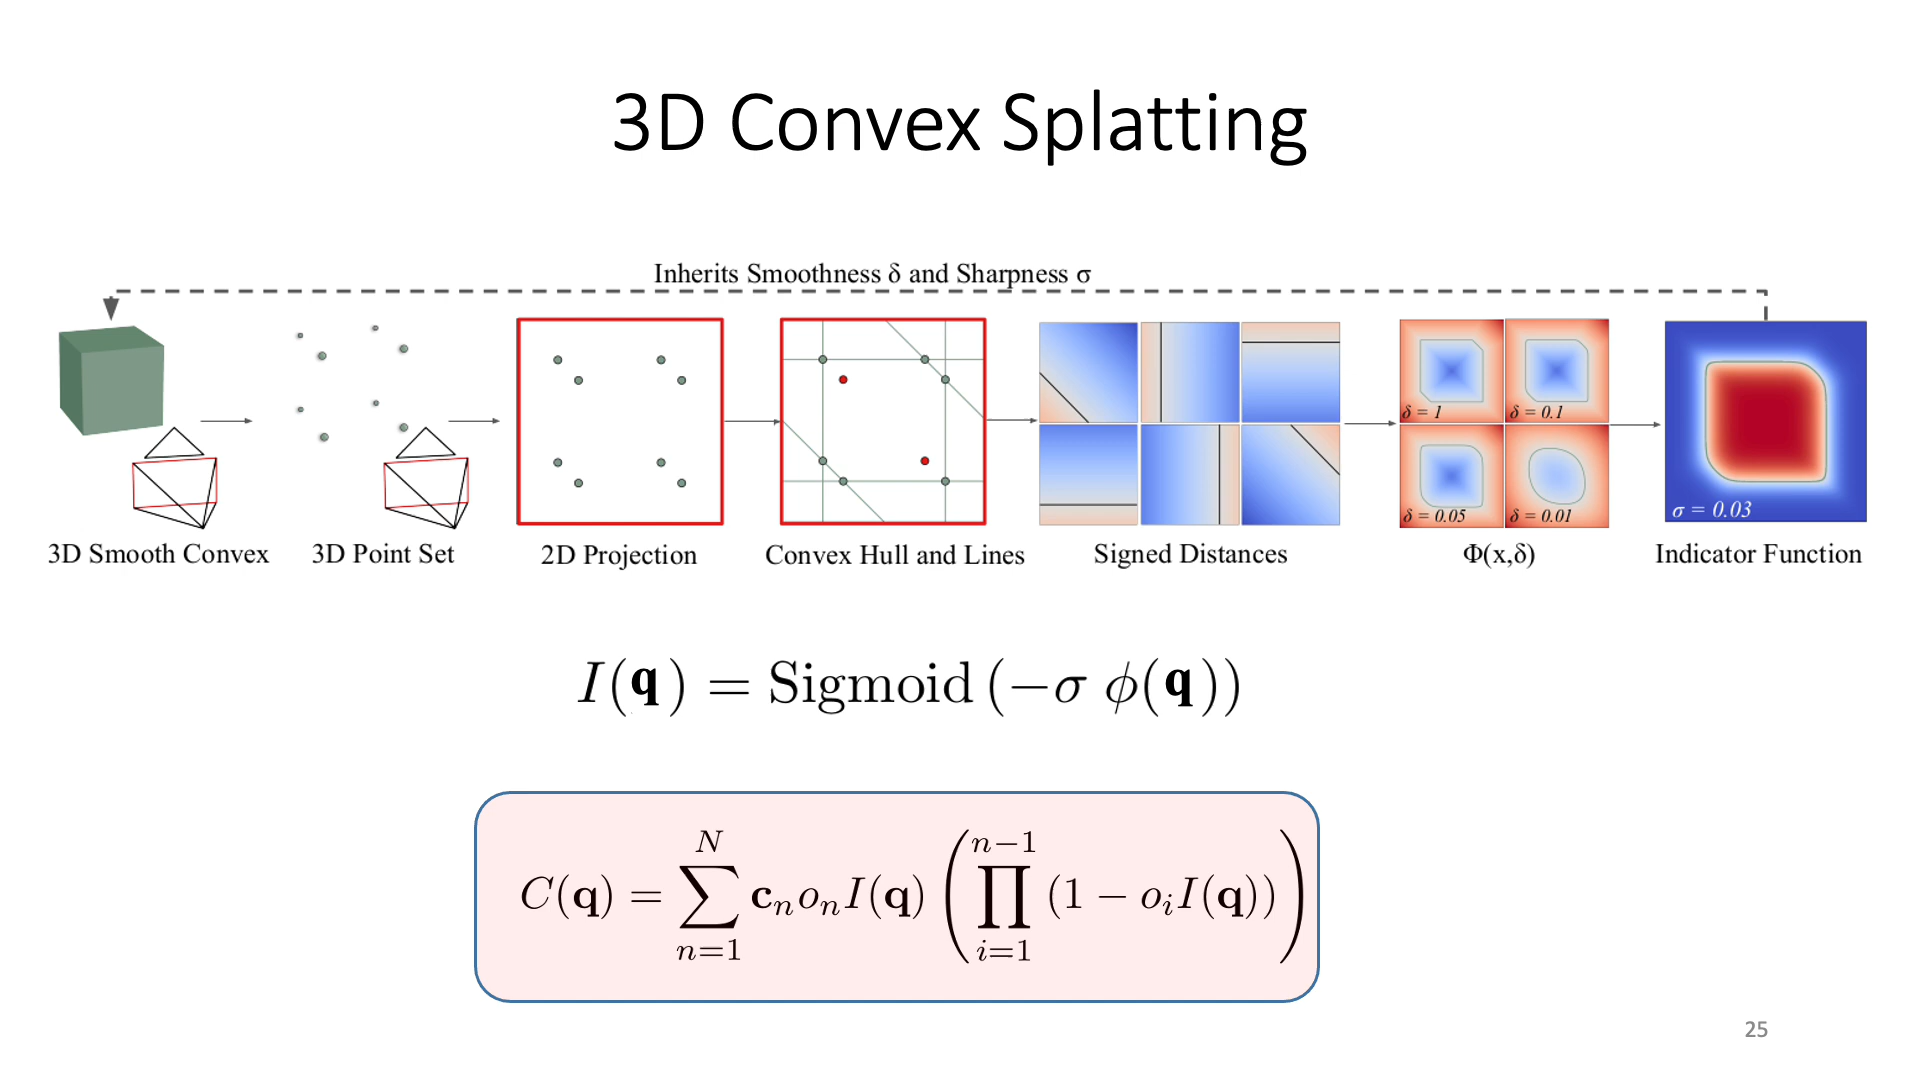 3D Convex Splatting
Inherits Smoothness δ and Sharpness σ
δ = 1
δ = 0.1
δ = 0.05
δ = 0.01
σ = 0.03
3D Smooth Convex
3D Point Set
2D Projection
Convex Hull and Lines
Signed Distances
Φ(x,δ)
Indicator Function
I(q) = Sigmoid (−σ ϕ(q))
C(q) = ∑_{n=1}^{N} c_n o_n I(q) (∏_{i=1}^{n−1} (1 − o_i I(q)))
25